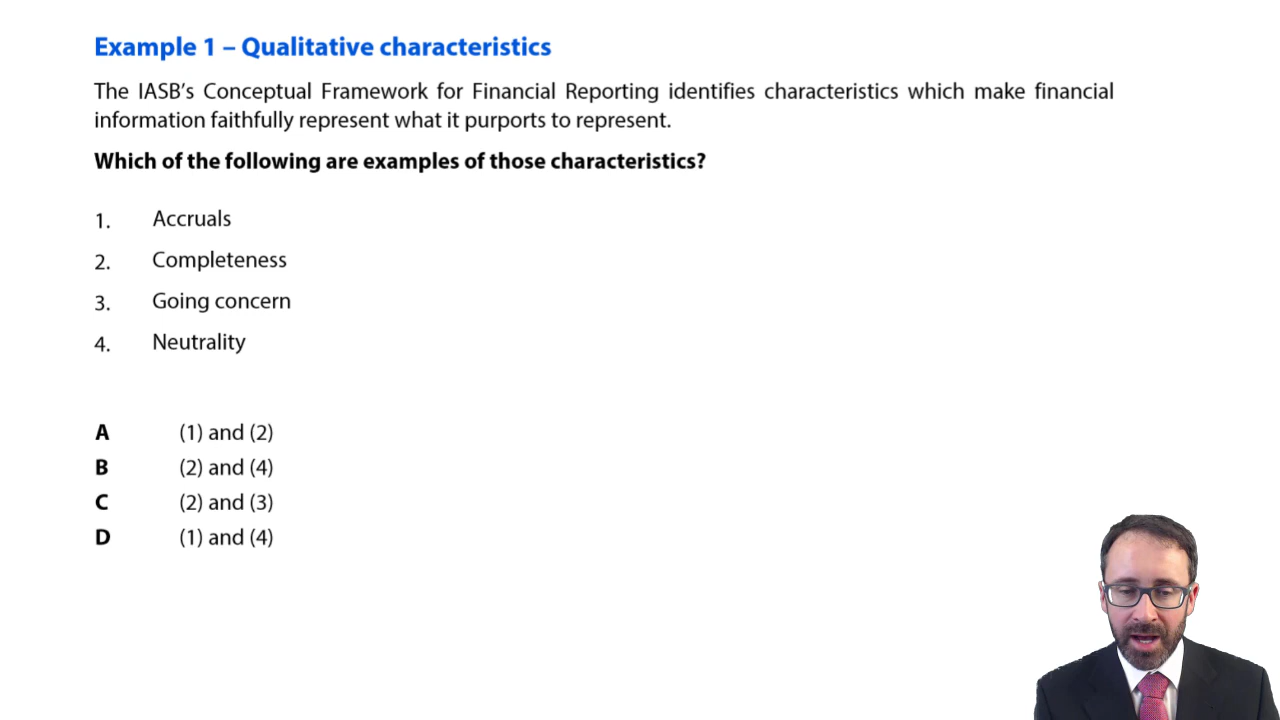 Example 1 – Qualitative characteristics
The IASB's Conceptual Framework for Financial Reporting identifies characteristics which make financial
information faithfully represent what it purports to represent.
Which of the following are examples of those characteristics?
1. Accruals
2. Completeness
3. Going concern
4. Neutrality
A (1) and (2)
B (2) and (4)
C (2) and (3)
D (1) and (4)